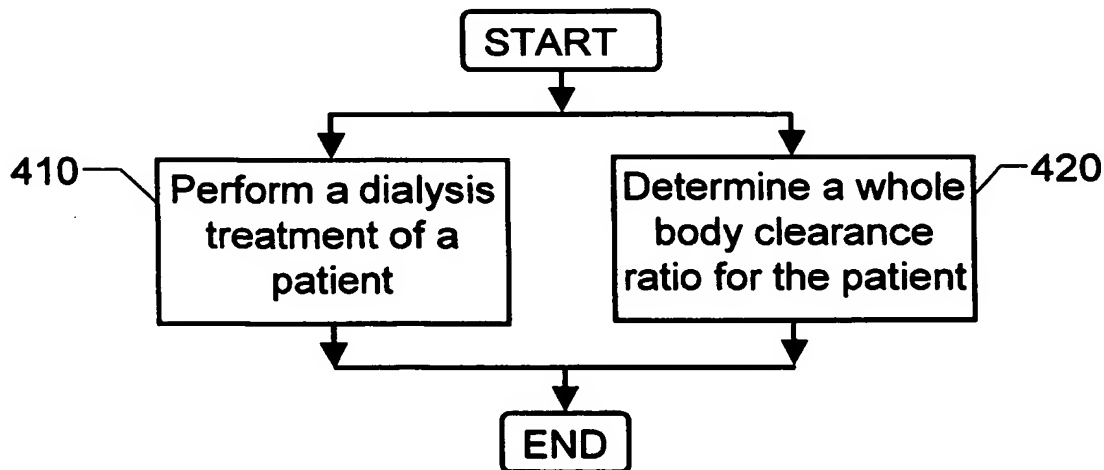 START
410
Perform a dialysis
treatment of a
patient
Determine a whole
body clearance
ratio for the patient
420
END